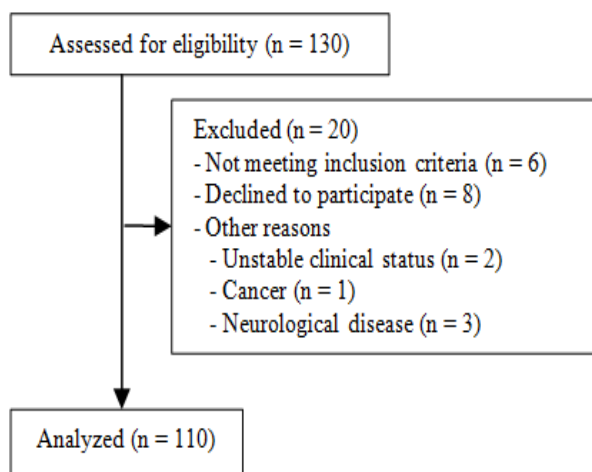 Assessed for eligibility (n = 130)
Excluded (n = 20)
- Not meeting inclusion criteria (n = 6)
- Declined to participate (n = 8)
- Other reasons
- Unstable clinical status (n = 2)
- Cancer (n = 1)
- Neurological disease (n = 3)
Analyzed (n = 110)